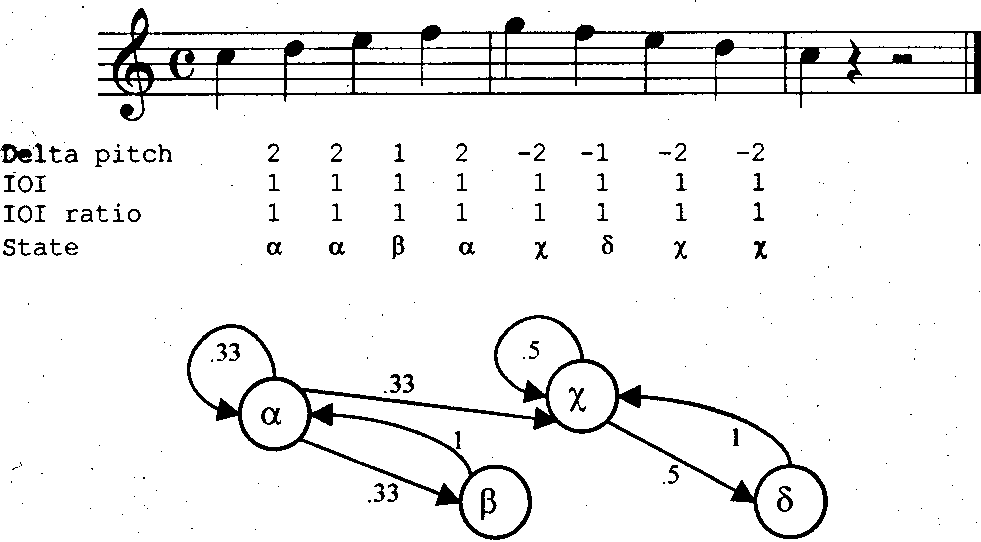 Delta pitch 2 2 1 2 -2 -1 -2 -2
IOI 1 1 1 1 1 1 1 1
IOI ratio 1 1 1 1 1 1 1 1
State α α β α χ δ χ χ
.33 .5
.33
α χ
1 1
.33 .5
β δ